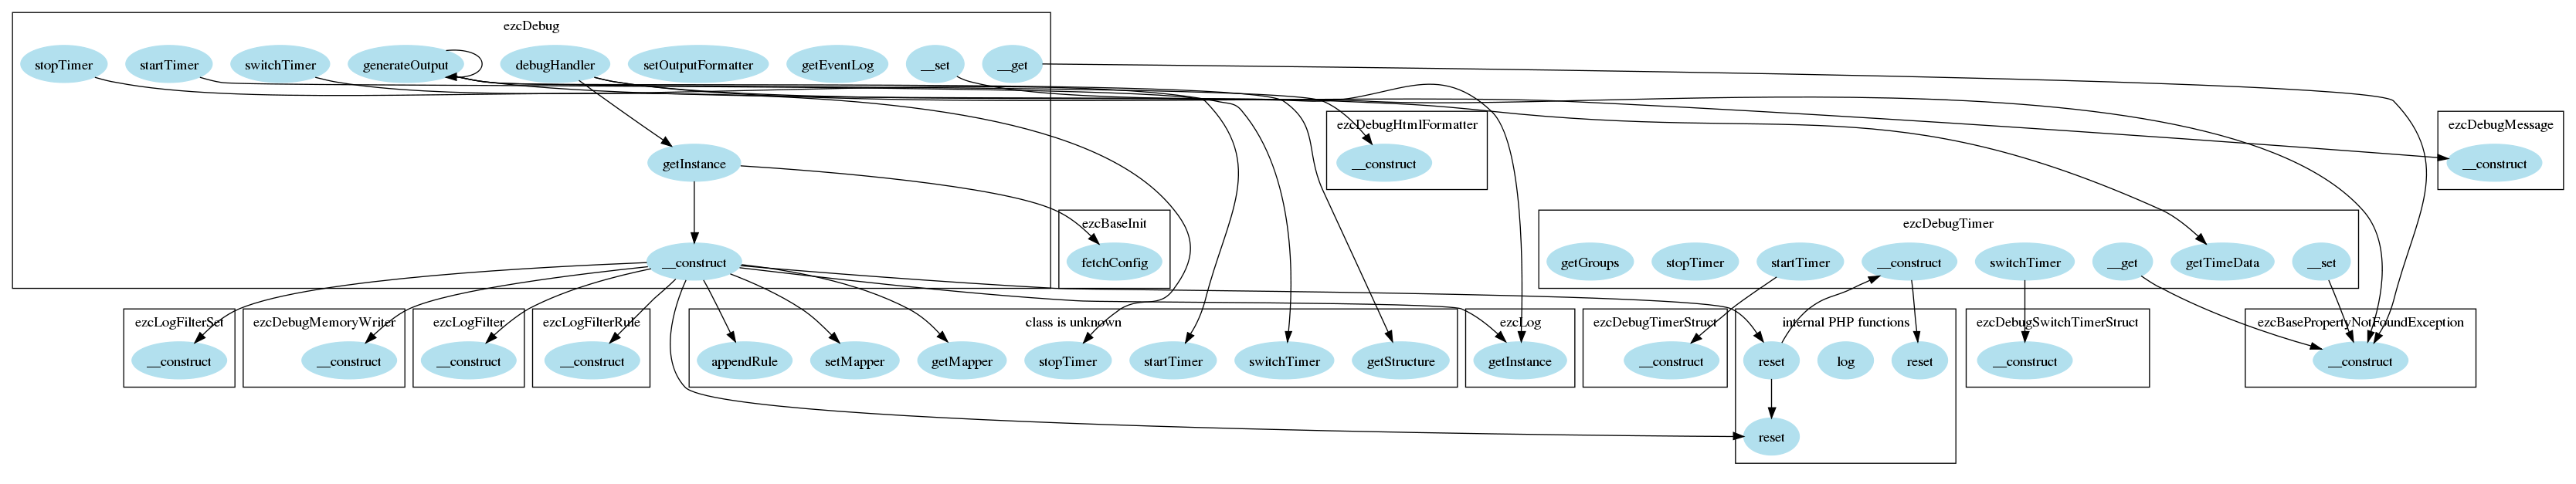 ezcDebug
stopTimer
startTimer
switchTimer
generateOutput
debugHandler
setOutputFormatter
getEventLog
__set
__get
ezcDebugHtmlFormatter
ezcDebugMessage
getInstance
__construct
__construct
ezcBaseInit
ezcDebugTimer
__construct
fetchConfig
getGroups
stopTimer
startTimer
__construct
switchTimer
__get
getTimeData
__set
ezcLogFilterSet
ezcDebugMemoryWriter
ezcLogFilter
ezcLogFilterRule
class is unknown
ezcLog
ezcDebugTimerStruct
internal PHP functions
ezcDebugSwitchTimerStruct
ezcBasePropertyNotFoundException
__construct
__construct
__construct
__construct
appendRule
setMapper
getMapper
stopTimer
startTimer
switchTimer
getStructure
getInstance
__construct
reset
log
reset
__construct
__construct
reset